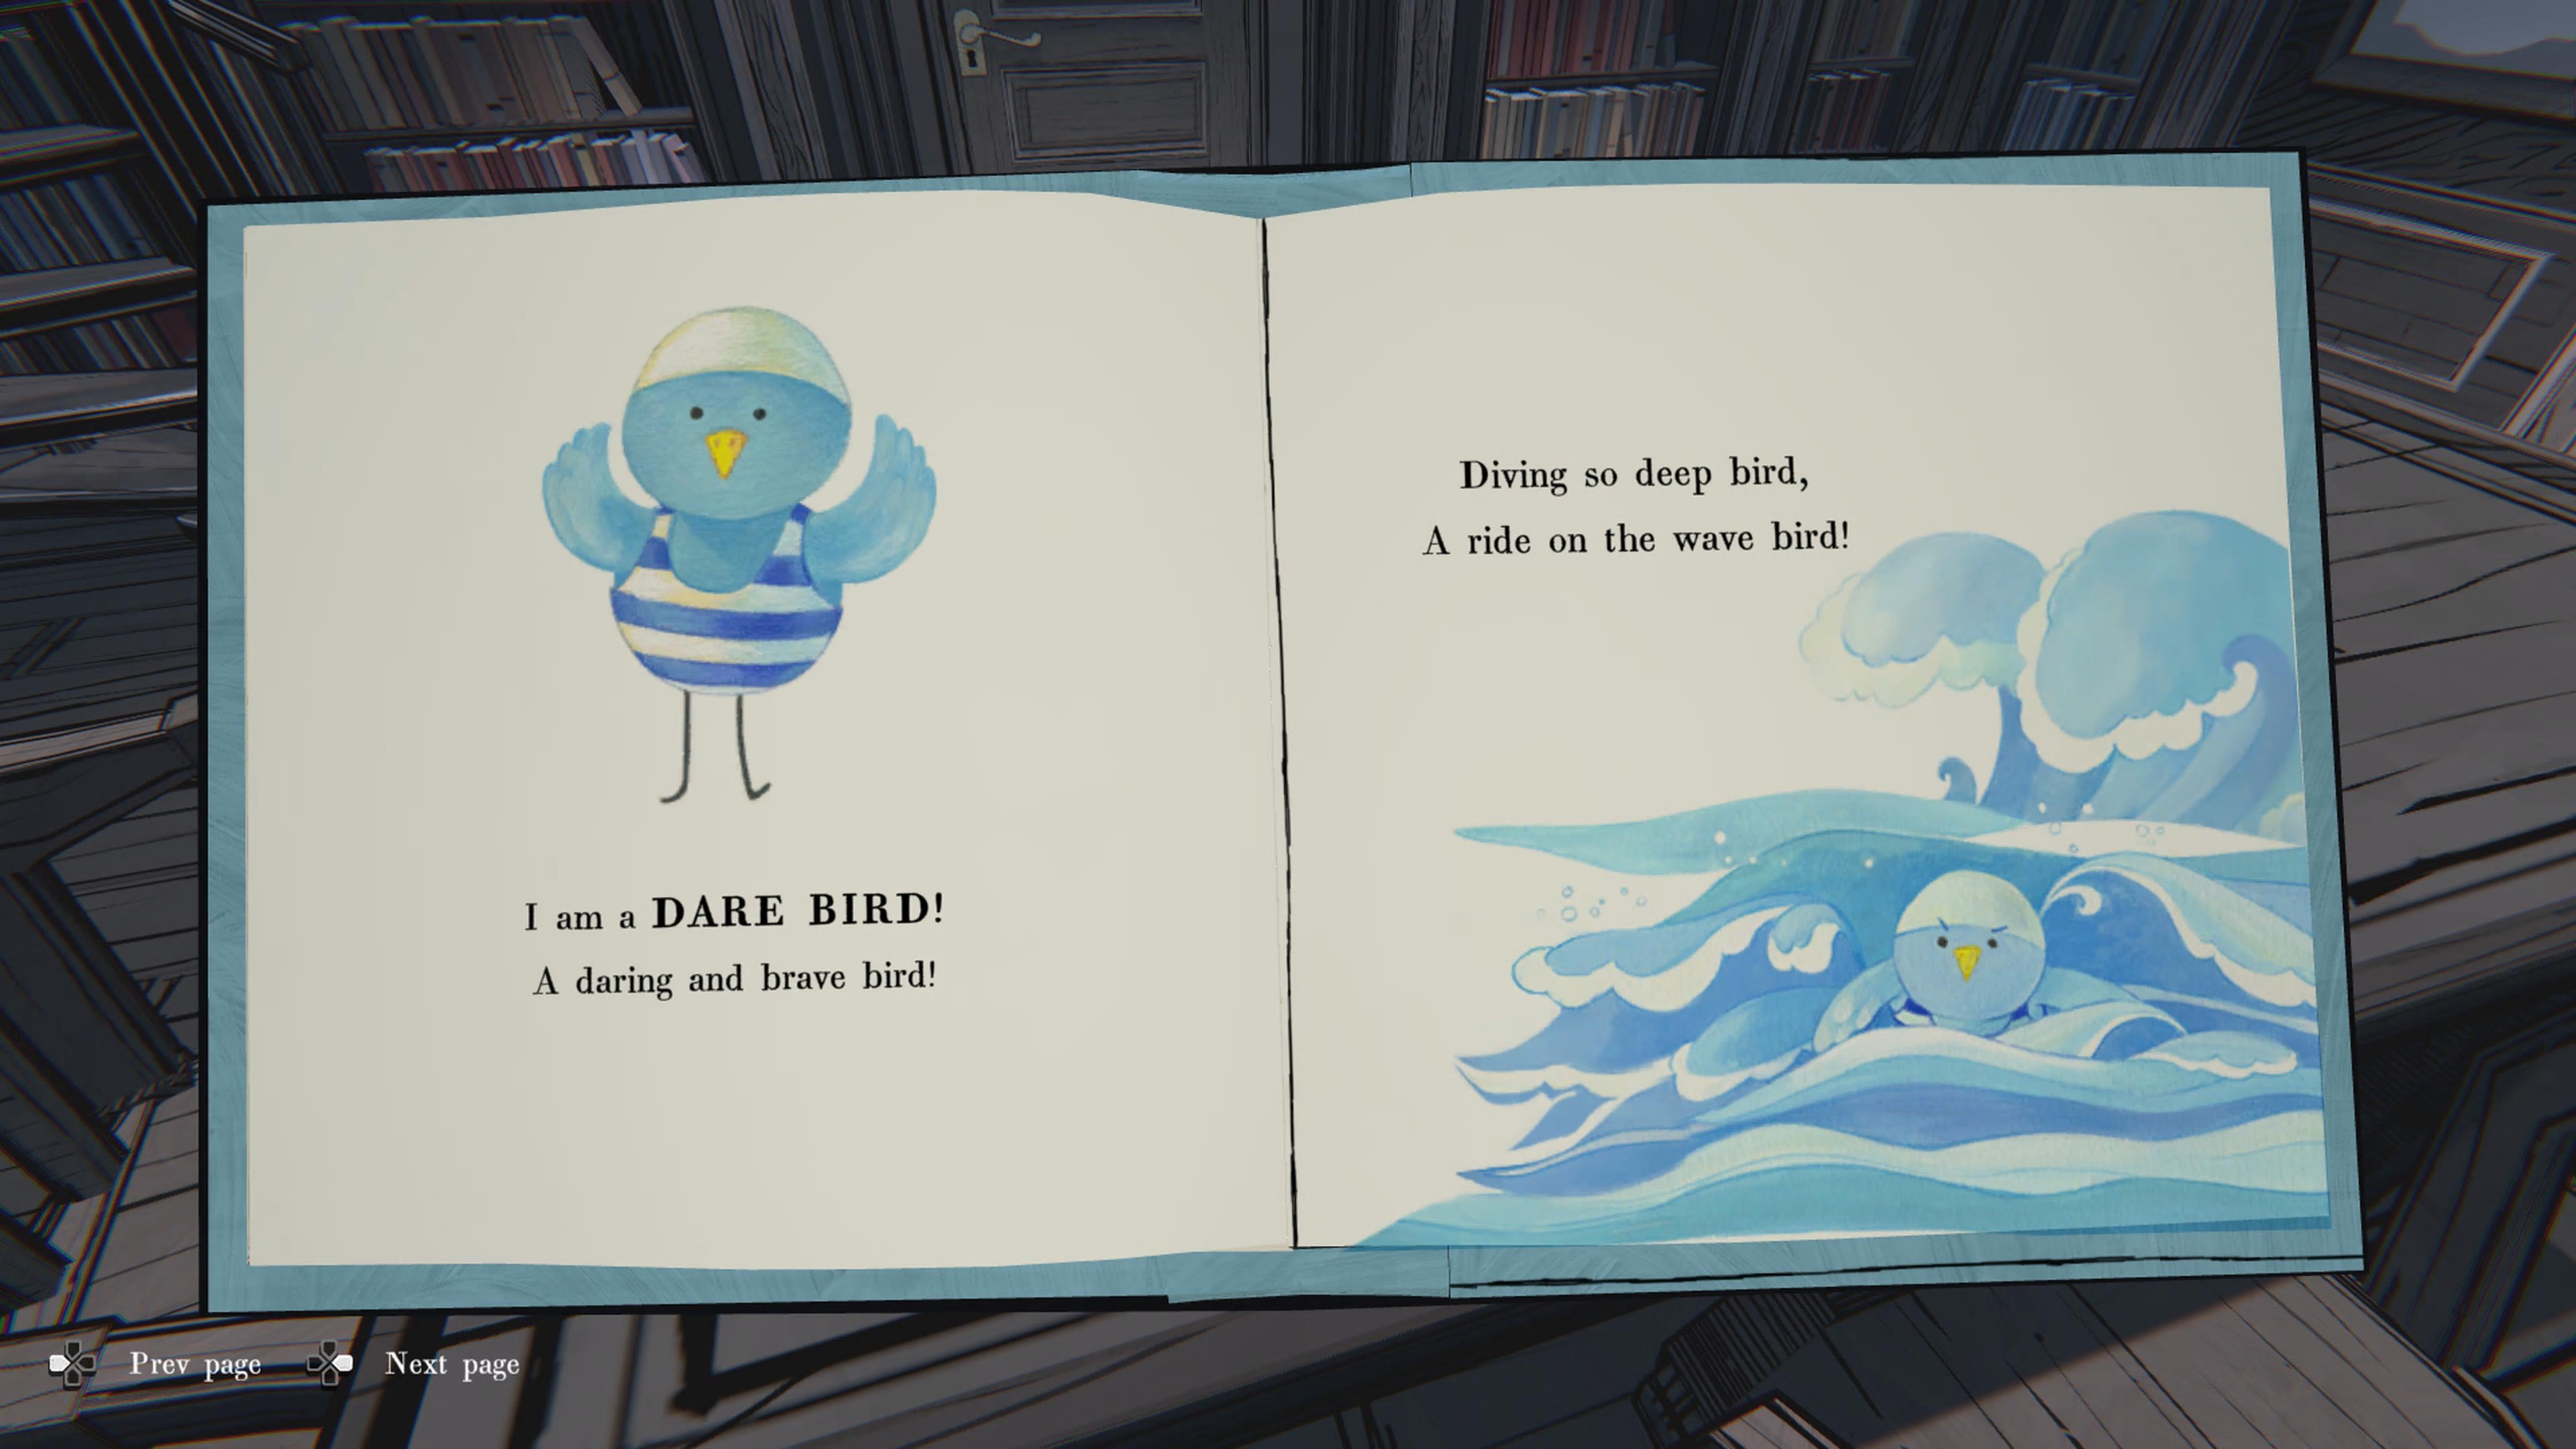 I am a DARE BIRD!
A daring and brave bird!
Diving so deep bird,
A ride on the wave bird!
Prev page
Next page